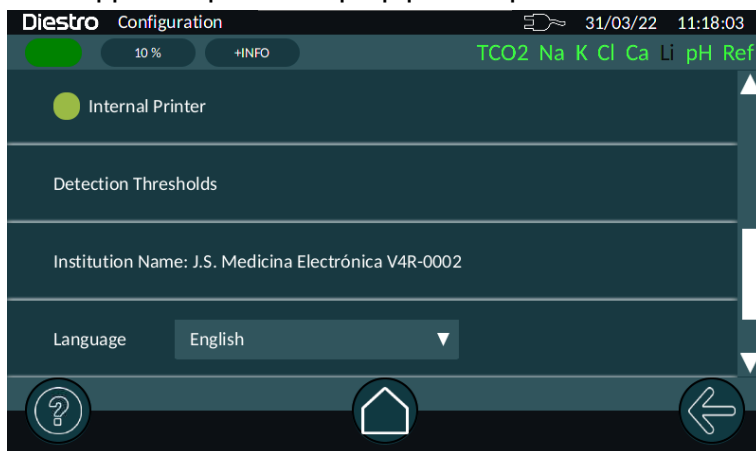 Diestro Configuration 31/03/22 11:18:03
10 % +INFO TCO2 Na K Cl Ca Li pH Ref
Internal Printer
Detection Thresholds
Institution Name: J.S. Medicina Electrónica V4R-0002
Language English
?